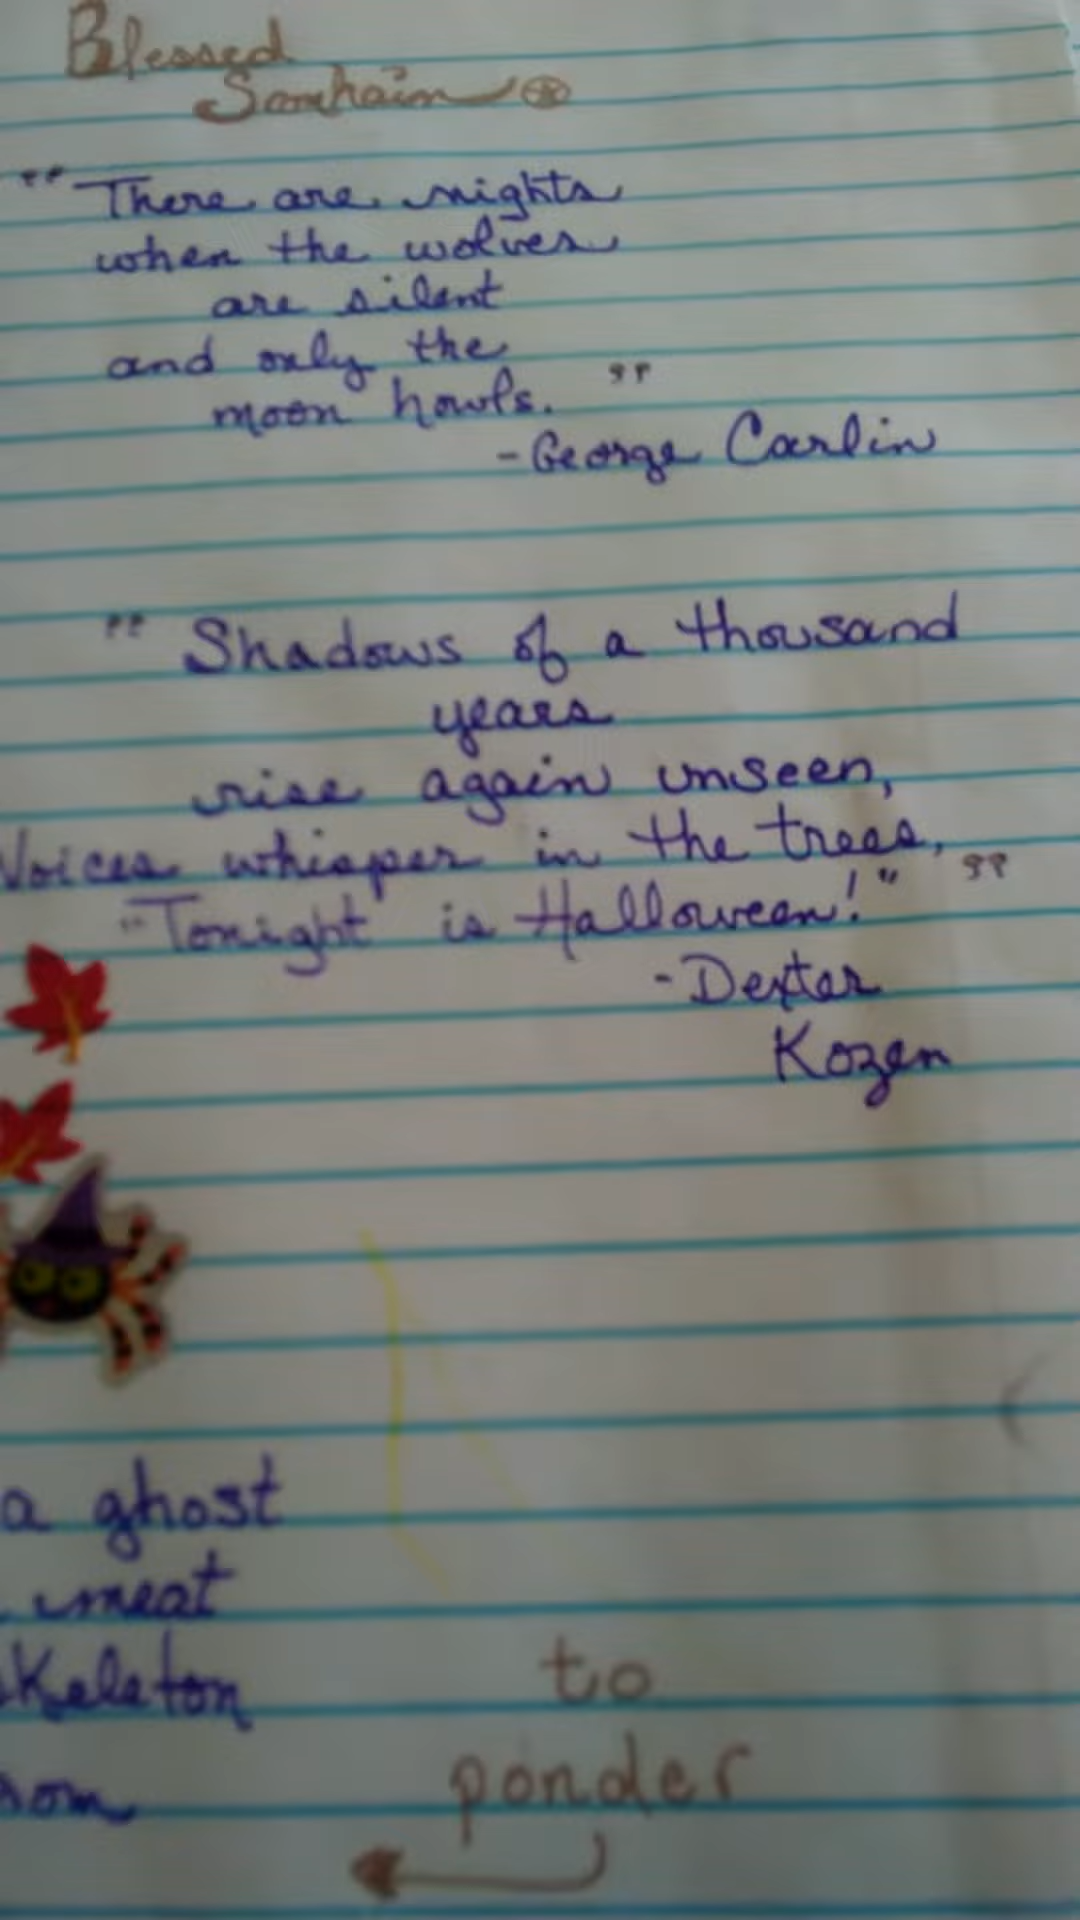 Blessed
Samhain
"There are nights
when the wolves
are silent
and only the
moon howls."
-George Carlin
"Shadows of a thousand
years
rise again unseen,
Voices whisper in the trees,
"Tonight is Halloween!""
-Dexter
Kozen
a ghost
meat
skeleton
to
ponder